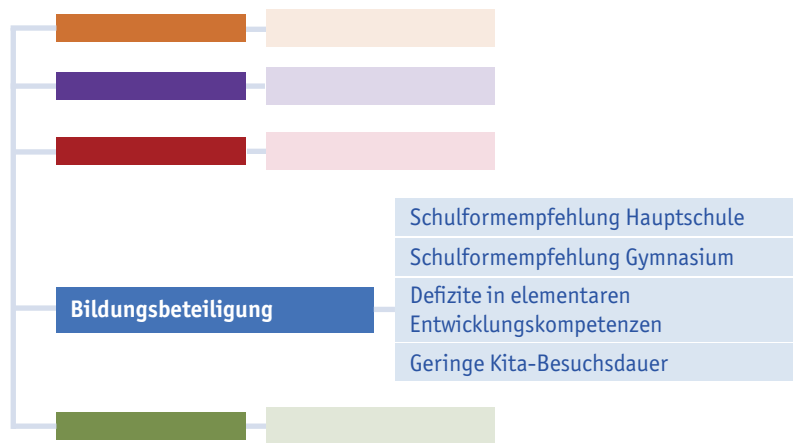 Schulformempfehlung Hauptschule
Schulformempfehlung Gymnasium
Bildungsbeteiligung
Defizite in elementaren
Entwicklungskompetenzen
Geringe Kita-Besuchsdauer